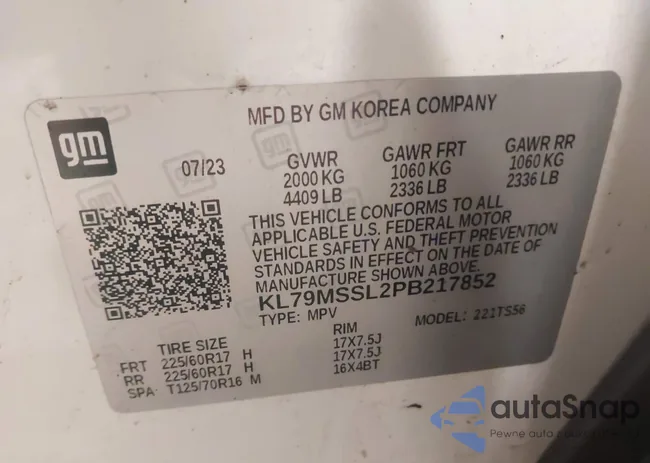 MFD BY GM KOREA COMPANY
gm
07/23
GVWR GAWR FRT GAWR RR
2000 KG 1060 KG 1060 KG
4409 LB 2336 LB 2336 LB
THIS VEHICLE CONFORMS TO ALL
APPLICABLE U.S. FEDERAL MOTOR
VEHICLE SAFETY AND THEFT PREVENTION
STANDARDS IN EFFECT ON THE DATE OF
MANUFACTURE SHOWN ABOVE.
KL79MSSL2PB217852
TYPE: MPV MODEL: 221TS56
TIRE SIZE RIM
FRT 225/60R17 H 17X7.5J
RR 225/60R17 H 17X7.5J
SPA: T125/70R16 M 16X4BT
autoSnap
Pewne auto z